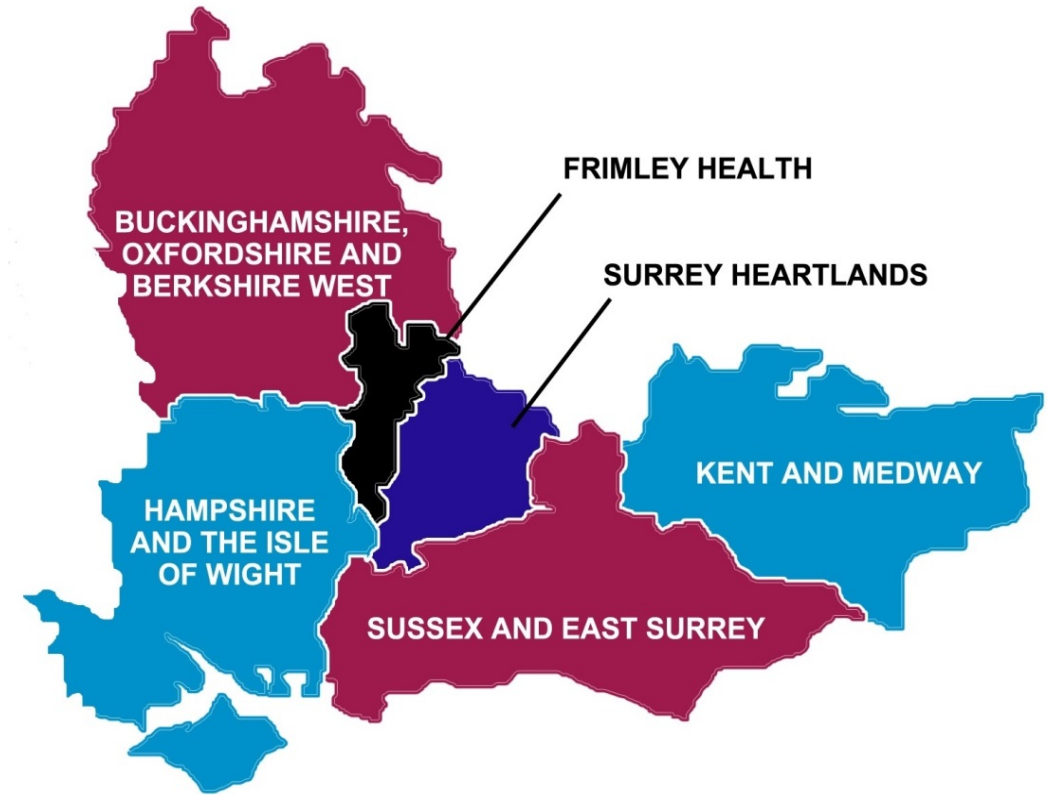 FRIMLEY HEALTH
BUCKINGHAMSHIRE,
OXFORDSHIRE AND
BERKSHIRE WEST
SURREY HEARTLANDS
KENT AND MEDWAY
HAMPSHIRE
AND THE ISLE
OF WIGHT
SUSSEX AND EAST SURREY